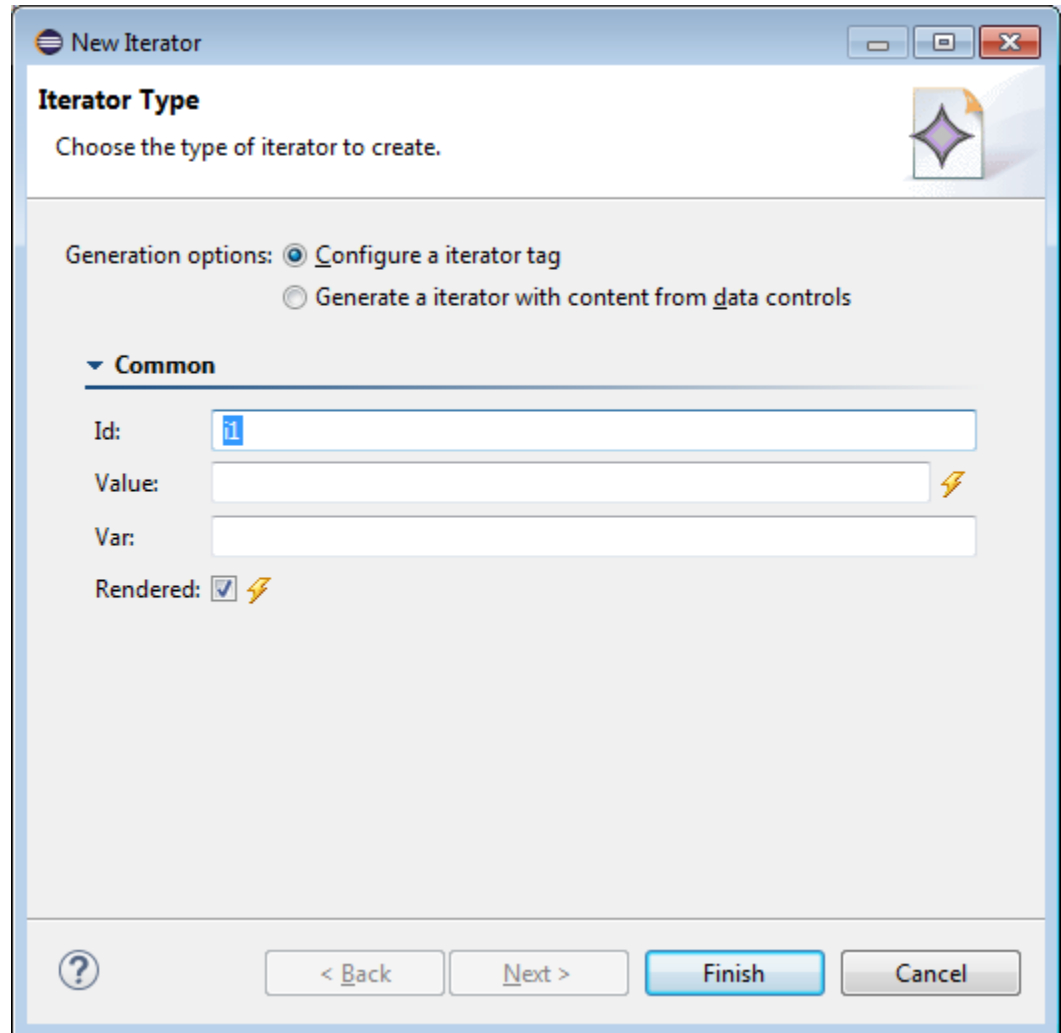 New Iterator
Iterator Type
Choose the type of iterator to create.
Generation options: Configure a iterator tag
Generate a iterator with content from data controls
Common
Id: i1
Value:
Var:
Rendered:
? < Back Next > Finish Cancel